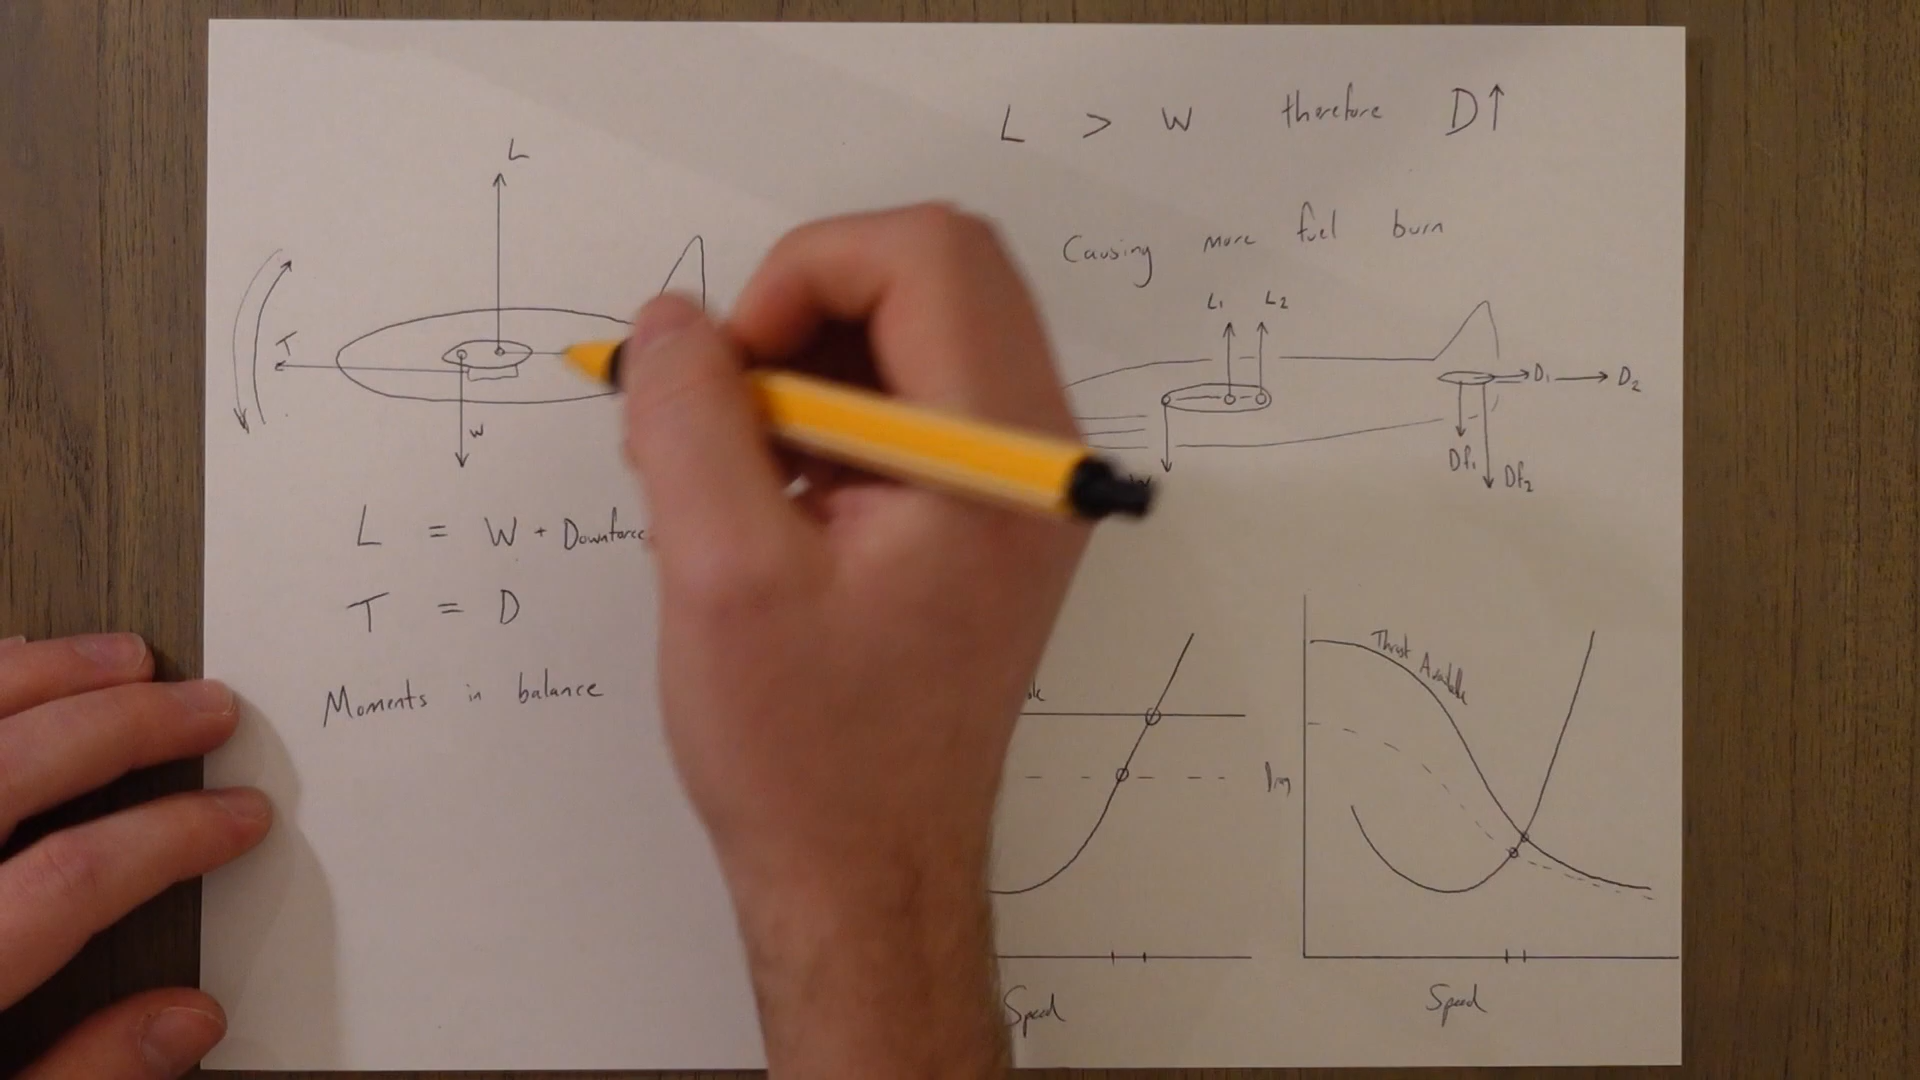 L
T
W
L = W + Downforce
T = D
Moments in balance
L > W therefore D↑
Causing more fuel burn
L₁ L₂
D₁ D₂
Df₁
Df₂
Speed
Thrust Available
Speed